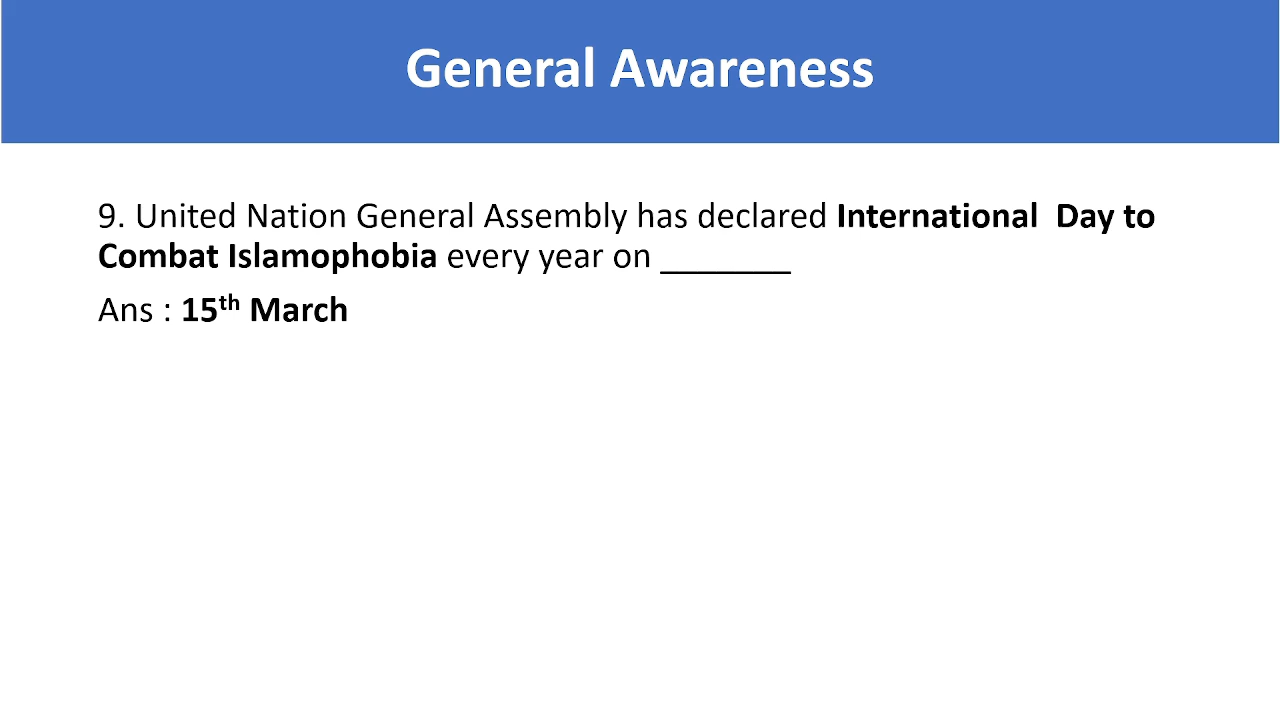 General Awareness
9. United Nation General Assembly has declared International  Day to
Combat Islamophobia every year on _______
Ans : 15th March